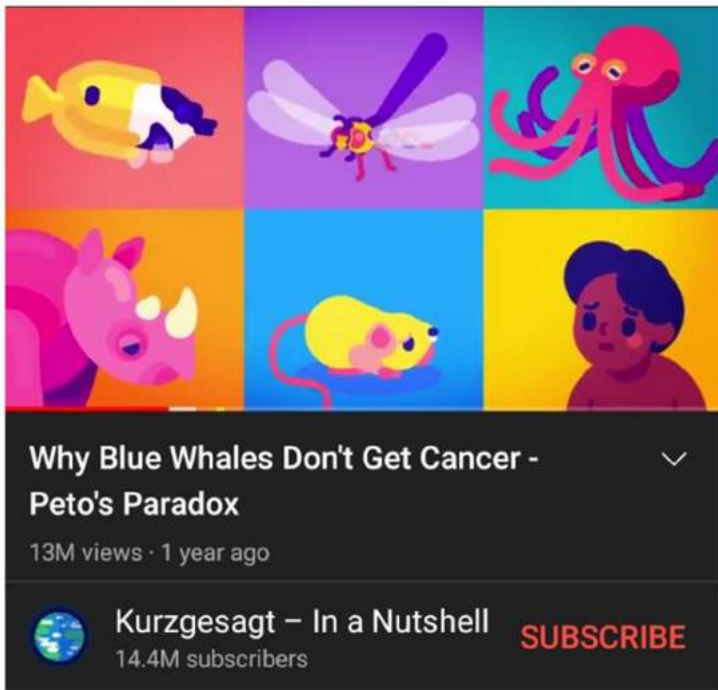 Why Blue Whales Don't Get Cancer -
Peto's Paradox
13M views · 1 year ago
Kurzgesagt – In a Nutshell
SUBSCRIBE
14.4M subscribers